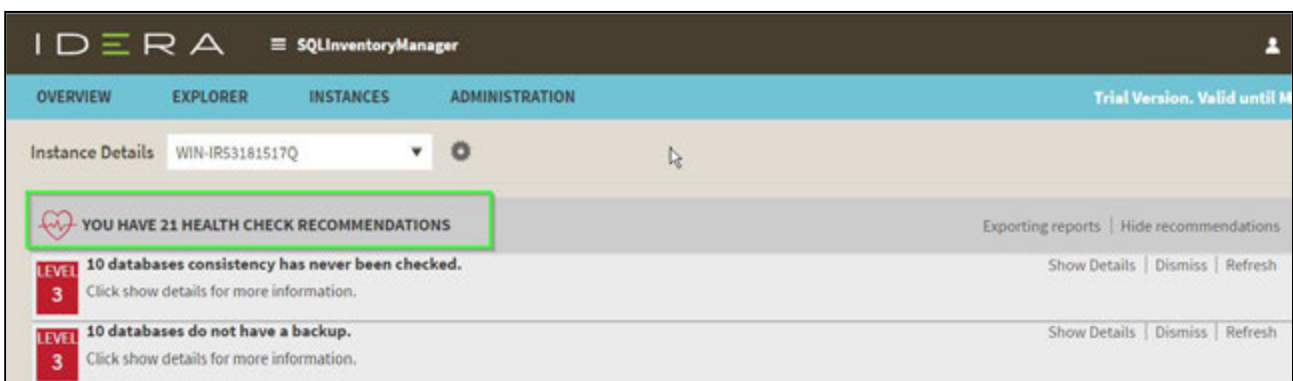 IDERA SQLInventoryManager
OVERVIEW EXPLORER INSTANCES ADMINISTRATION Trial Version. Valid until M
Instance Details WIN-IR53181517Q
YOU HAVE 21 HEALTH CHECK RECOMMENDATIONS Exporting reports | Hide recommendations
LEVEL 10 databases consistency has never been checked. Show Details | Dismiss | Refresh
3 Click show details for more information.
LEVEL 10 databases do not have a backup. Show Details | Dismiss | Refresh
3 Click show details for more information.